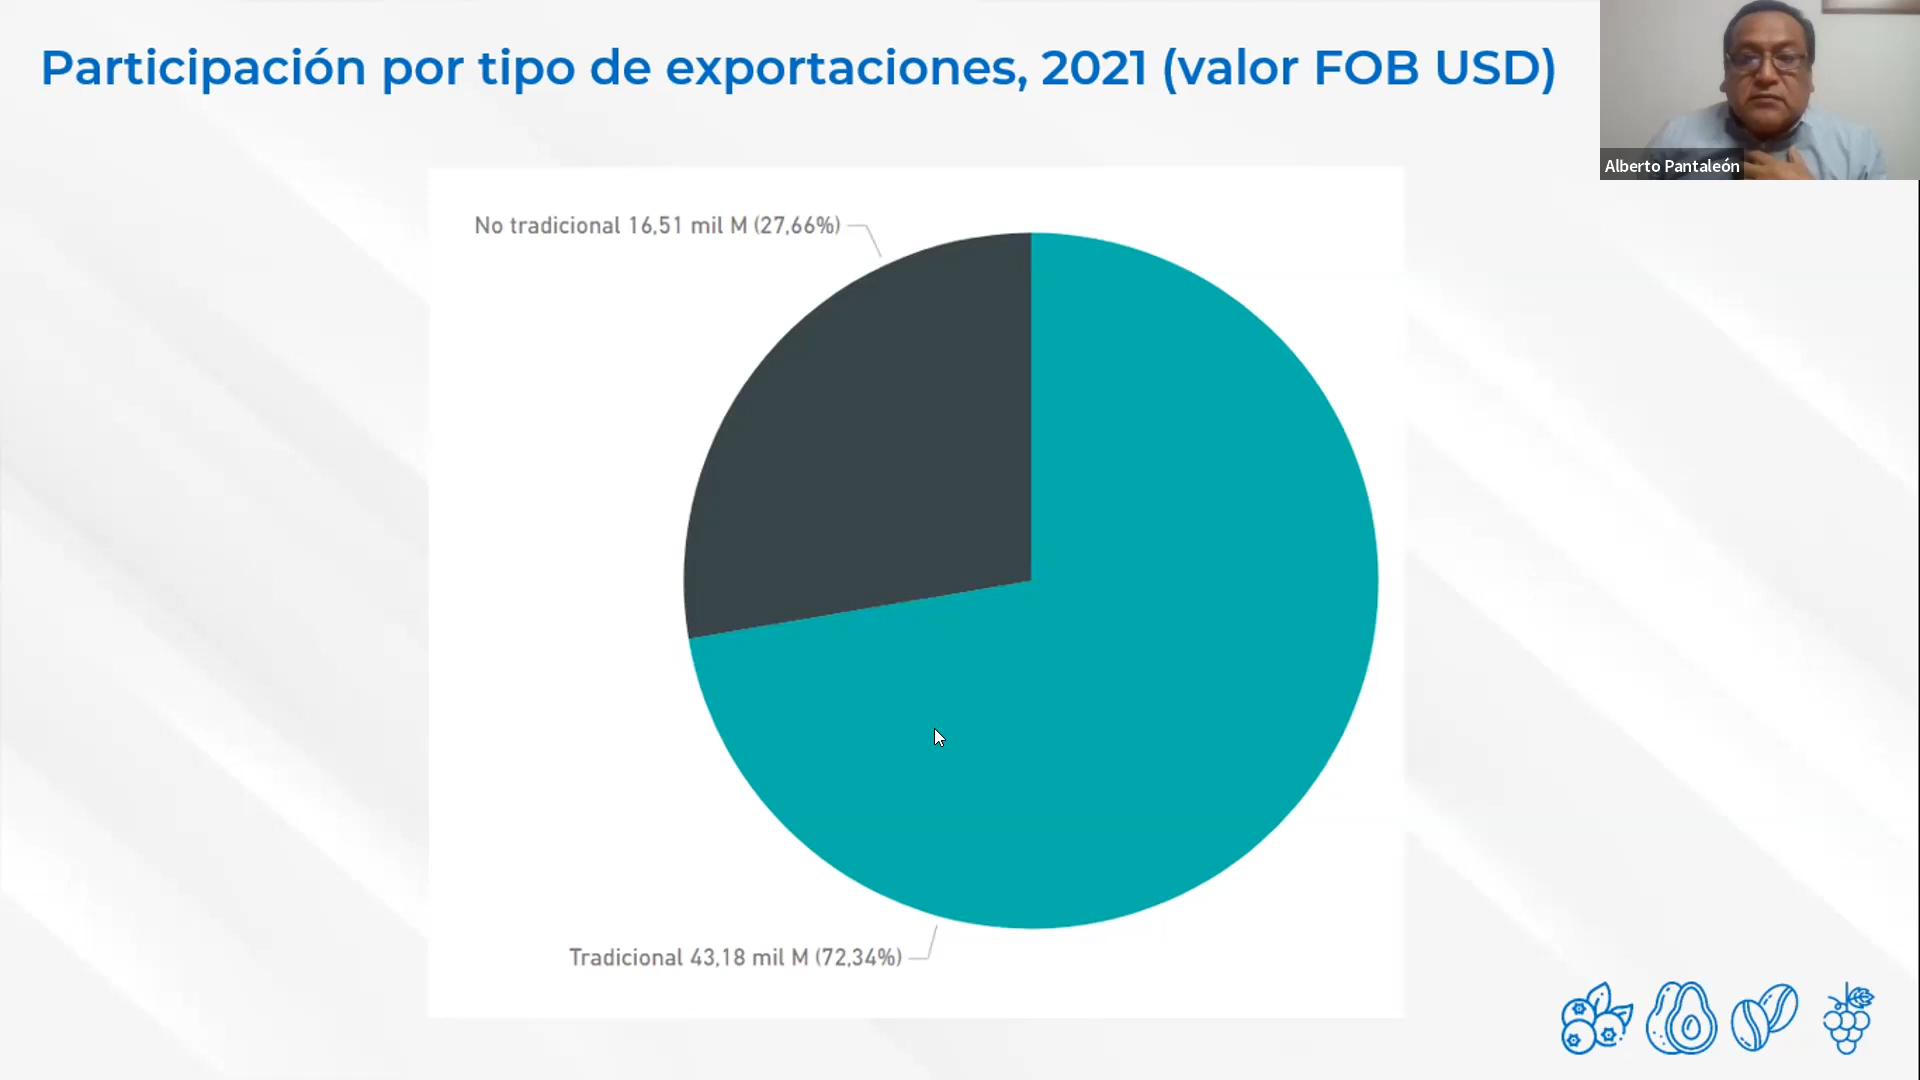 Participación por tipo de exportaciones, 2021 (valor FOB USD)
Alberto Pantaleón
No tradicional 16,51 mil M (27,66%)
Tradicional 43,18 mil M (72,34%)